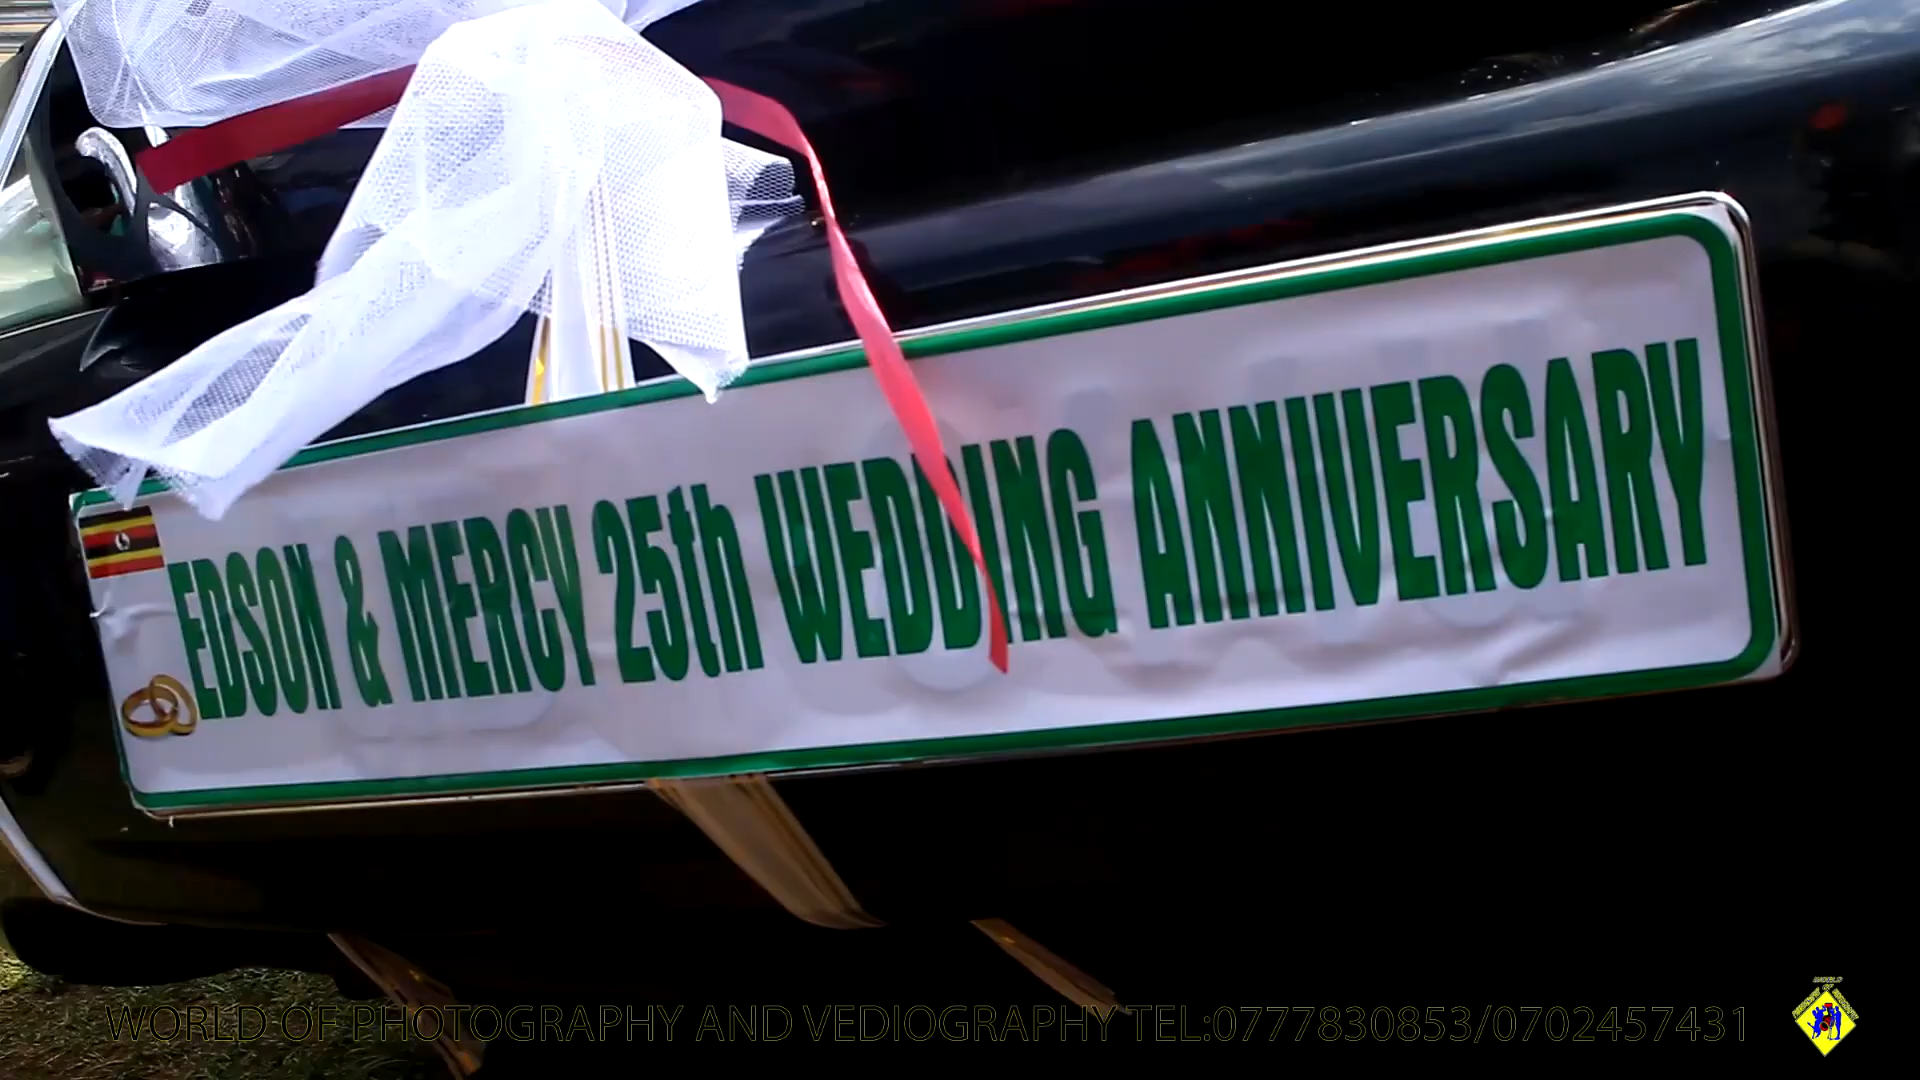 EDSON & MERCY 25th WEDDING ANNIVERSARY
WORLD OF PHOTOGRAPHY AND VEDIOGRAPHY TEL:0777830853/0702457431